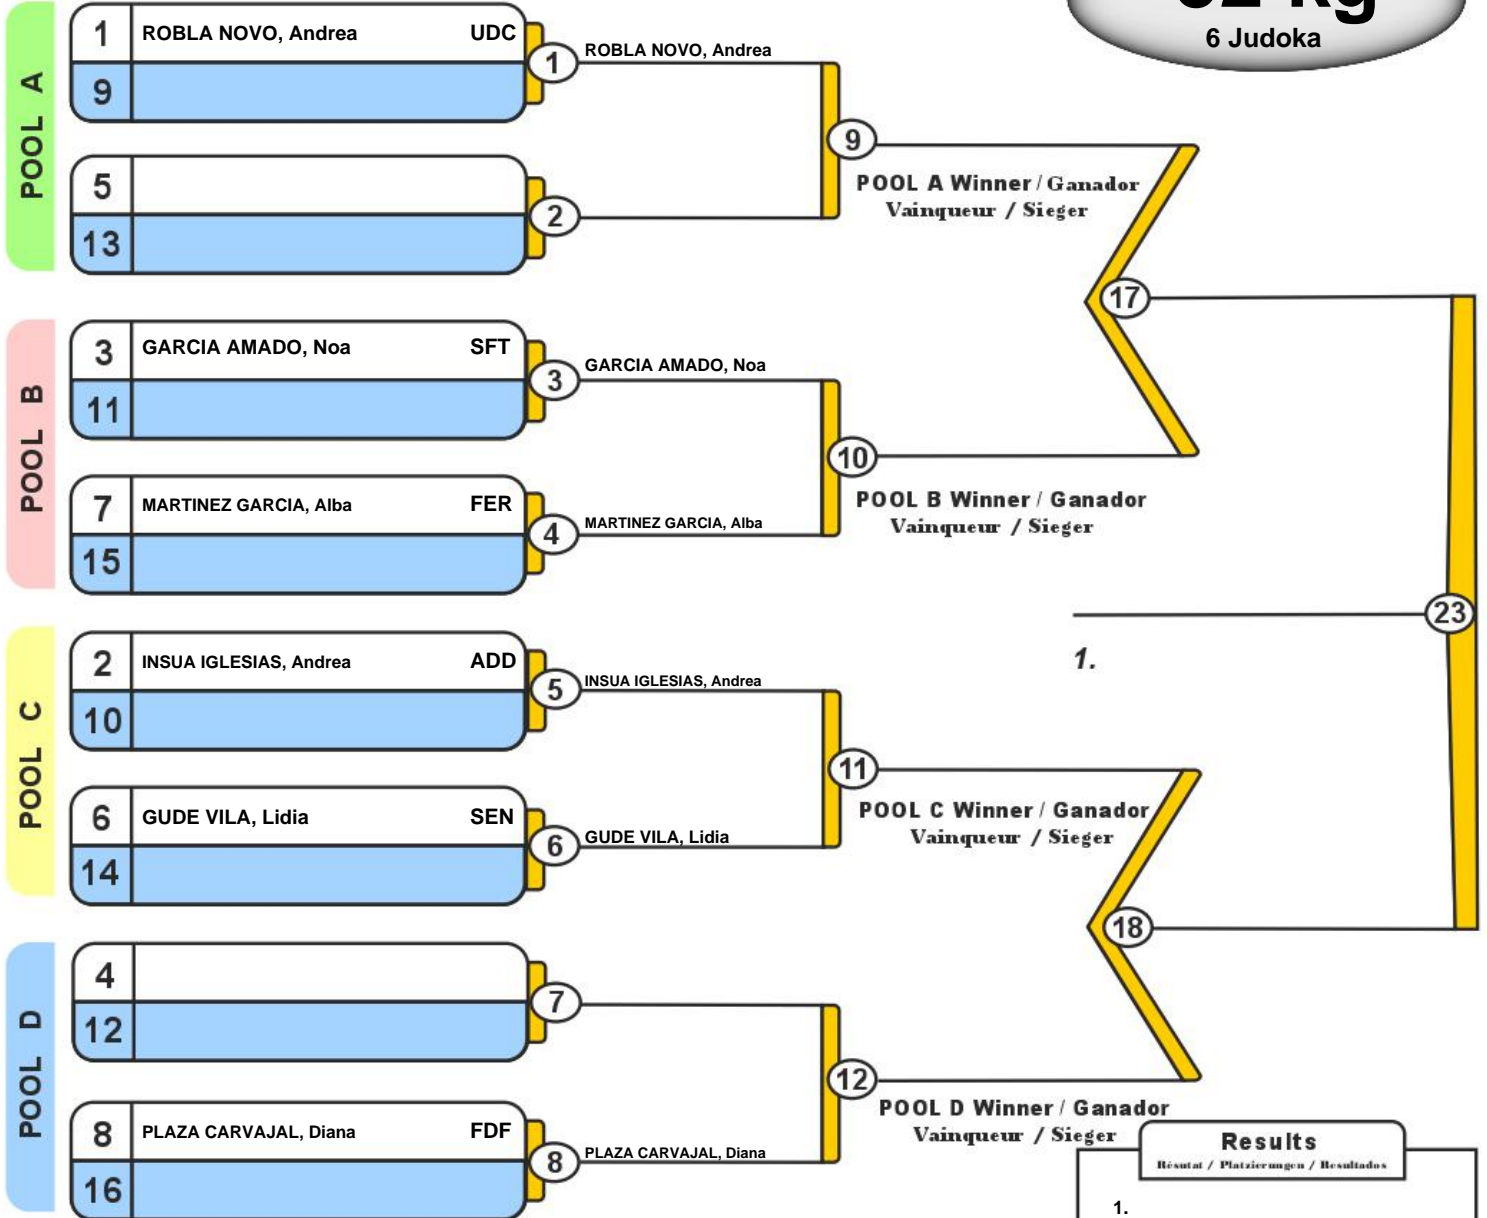 6 Judoka
POOL A
1 ROBLA NOVO, Andrea UDC
9
5
13
1 ROBLA NOVO, Andrea
2
9
POOL A Winner / Ganador
Vainqueur / Sieger
POOL B
3 GARCIA AMADO, Noa SFT
11
7 MARTINEZ GARCIA, Alba FER
15
3 GARCIA AMADO, Noa
4 MARTINEZ GARCIA, Alba
10
POOL B Winner / Ganador
Vainqueur / Sieger
17
POOL C
2 INSUA IGLESIAS, Andrea ADD
10
6 GUDE VILA, Lidia SEN
14
5 INSUA IGLESIAS, Andrea
6 GUDE VILA, Lidia
11
POOL C Winner / Ganador
Vainqueur / Sieger
POOL D
4
12
8 PLAZA CARVAJAL, Diana FDF
16
7
8 PLAZA CARVAJAL, Diana
12
POOL D Winner / Ganador
Vainqueur / Sieger
18
23
1.
Results
Résutat / Platzierungen / Resultados
1.